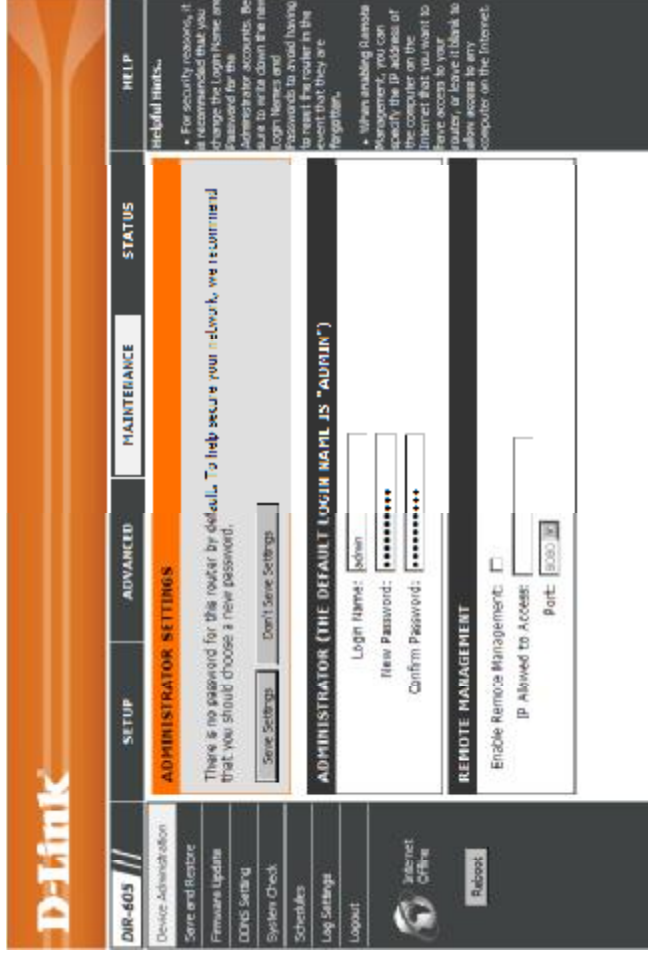 D-Link
DIR-605
SETUP
ADVANCED
MAINTENANCE
STATUS
HELP
Device Administration
Save and Restore
Firmware Update
DDNS Setting
System Check
Schedules
Log Settings
Logout
Internet
Offline
Reboot
ADMINISTRATOR SETTINGS
There is no password for this router by default. To help secure your network, we recommend
that you should choose a new password.
Save Settings
Don't Save Settings
ADMINISTRATOR (THE DEFAULT LOGIN NAME IS "ADMIN")
Login Name: admin
New Password: ••••••••••
Confirm Password: ••••••••••
REMOTE MANAGEMENT
Enable Remote Management:
IP Allowed to Access:
Port: 8080
Helpful Hints..
• For security reasons, it
is recommended that you
change the Login Name and
Password for the
Administrator accounts. Be
sure to write down the new
Login Names and
Passwords to avoid having
to reset the router in the
event that they are
forgotten.
• When enabling Remote
Management, you can
specify the IP address of
the computer on the
Internet that you want to
have access to your
router, or leave it blank to
allow access to any
computer on the Internet.